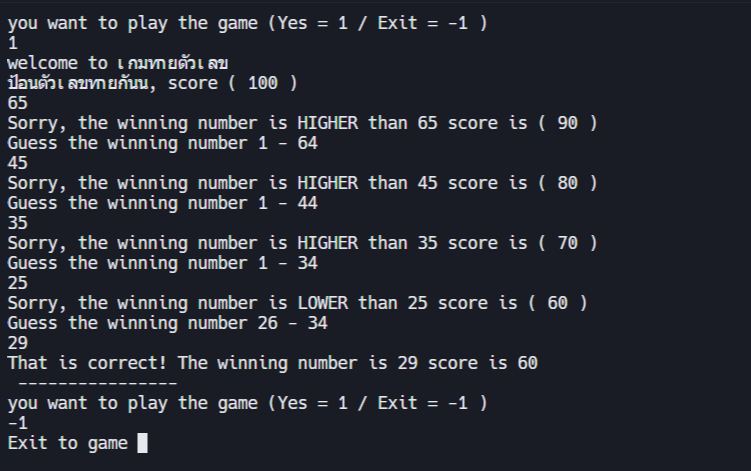 you want to play the game (Yes = 1 / Exit = -1 )
1
welcome to เกมทายตัวเลข
ป้อนตัวเลขทายกันน, score ( 100 )
65
Sorry, the winning number is HIGHER than 65 score is ( 90 )
Guess the winning number 1 - 64
45
Sorry, the winning number is HIGHER than 45 score is ( 80 )
Guess the winning number 1 - 44
35
Sorry, the winning number is HIGHER than 35 score is ( 70 )
Guess the winning number 1 - 34
25
Sorry, the winning number is LOWER than 25 score is ( 60 )
Guess the winning number 26 - 34
29
That is correct! The winning number is 29 score is 60
----------------
you want to play the game (Yes = 1 / Exit = -1 )
-1
Exit to game